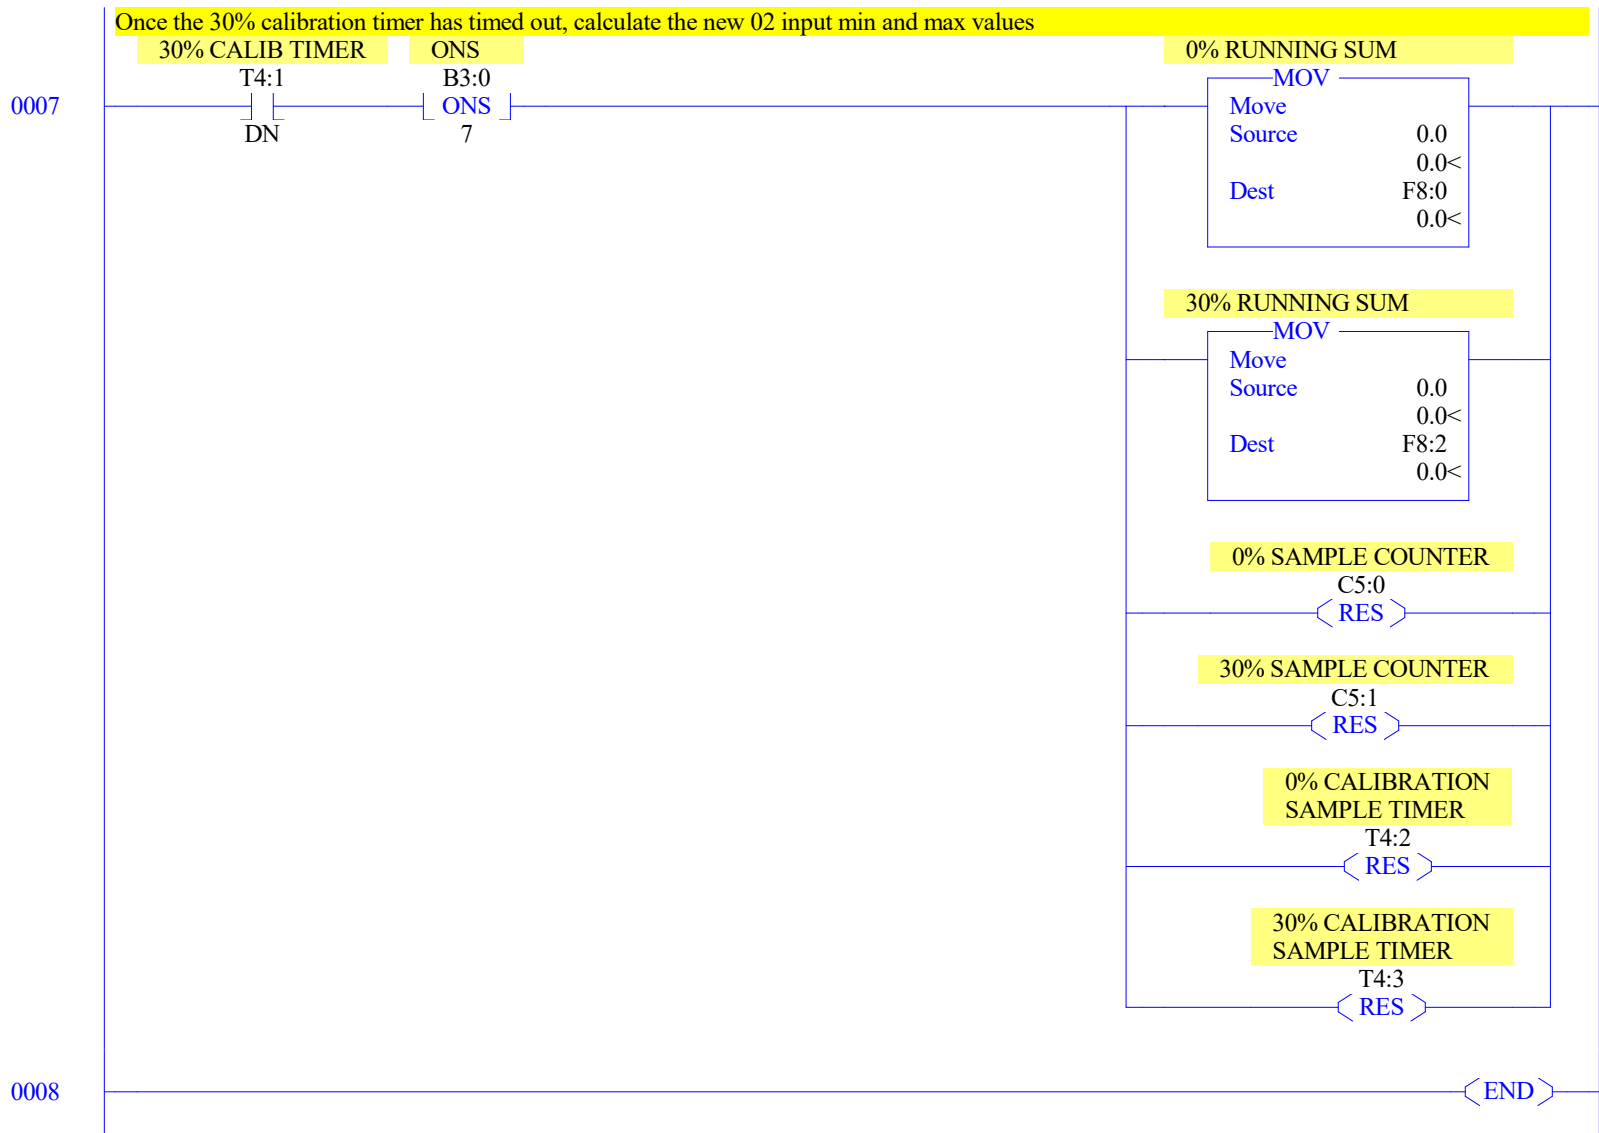 Once the 30% calibration timer has timed out, calculate the new 02 input min and max values
30% CALIB TIMER
T4:1
DN
ONS
B3:0
ONS
7
0007
0% RUNNING SUM
MOV
Move
Source 0.0
0.0<
Dest F8:0
0.0<
30% RUNNING SUM
MOV
Move
Source 0.0
0.0<
Dest F8:2
0.0<
0% SAMPLE COUNTER
C5:0
RES
30% SAMPLE COUNTER
C5:1
RES
0% CALIBRATION
SAMPLE TIMER
T4:2
RES
30% CALIBRATION
SAMPLE TIMER
T4:3
RES
0008
END